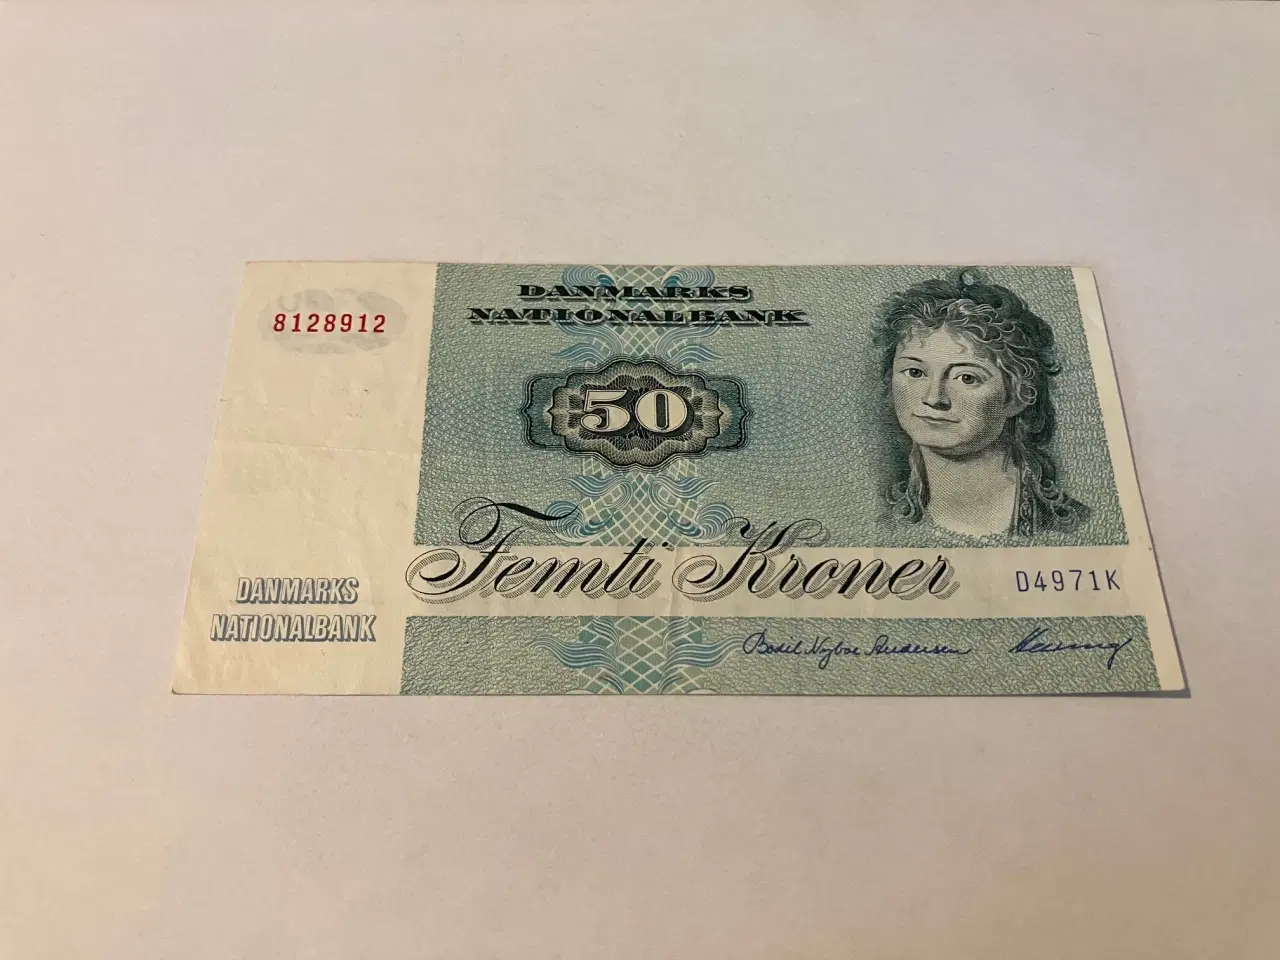 8128912
DANMARKS
NATIONALBANK
50
Femti Kroner
D4971K
DANMARKS
NATIONALBANK
Bodil Nyboe Andersen